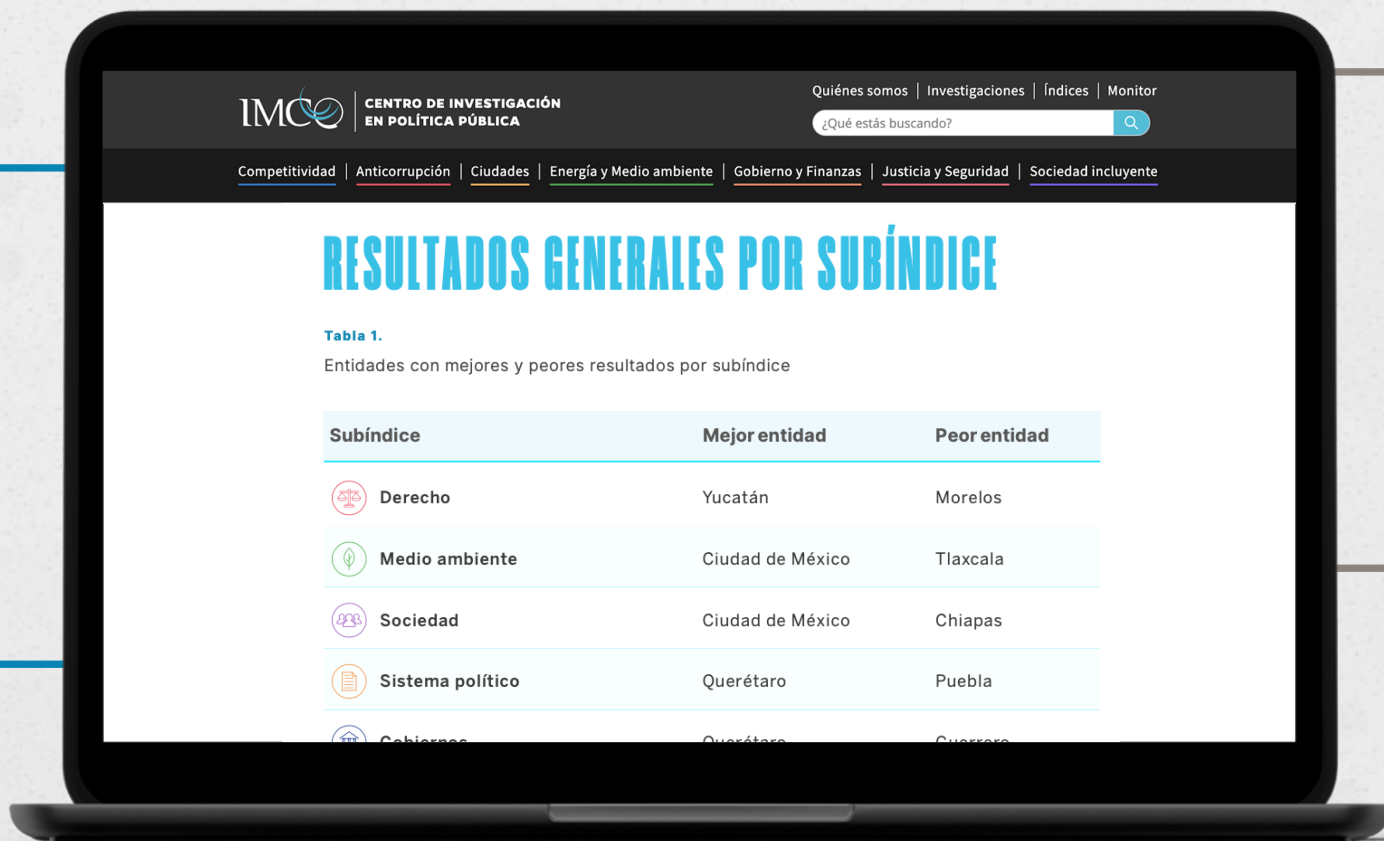 IMCO
CENTRO DE INVESTIGACIÓN
EN POLÍTICA PÚBLICA
Quiénes somos | Investigaciones | Índices | Monitor
¿Qué estás buscando?
Competitividad | Anticorrupción | Ciudades | Energía y Medio ambiente | Gobierno y Finanzas | Justicia y Seguridad | Sociedad incluyente
RESULTADOS GENERALES POR SUBÍNDICE
Tabla 1.
Entidades con mejores y peores resultados por subíndice
Subíndice Mejor entidad Peor entidad
Derecho Yucatán Morelos
Medio ambiente Ciudad de México Tlaxcala
Sociedad Ciudad de México Chiapas
Sistema político Querétaro Puebla
Gobiernos Querétaro Guerrero